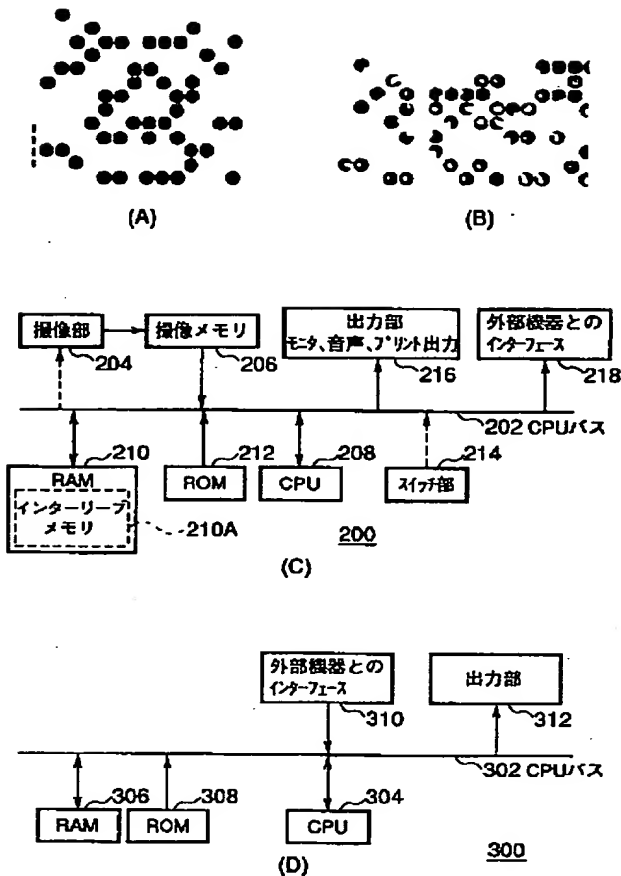 (A)
(B)
撮像部
204
撮像メモリ
206
出力部
モニタ、音声、プリント出力
216
外部機器との
インターフェース
218
202 CPUバス
210
RAM
インターリーブ
メモリ
210A
212
ROM
208
CPU
214
スイッチ部
200
(C)
外部機器との
インターフェース
310
出力部
312
302 CPUバス
306
RAM
308
ROM
304
CPU
300
(D)